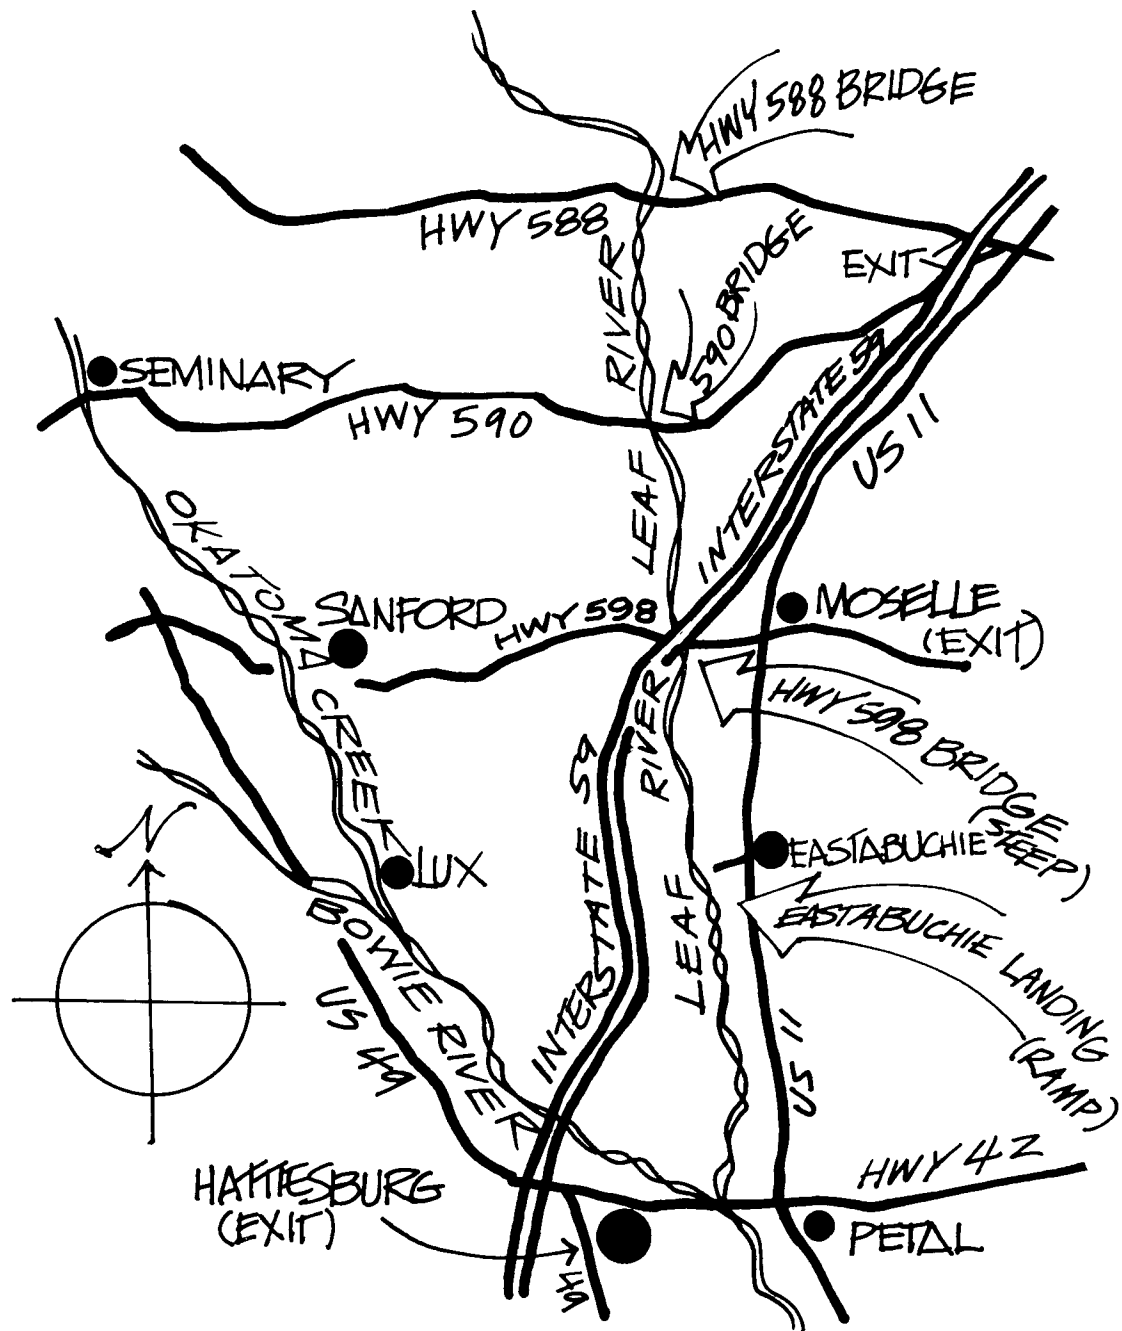 HWY 588 BRIDGE
HWY 588
EXIT
RIVER
590 BRIDGE
SEMINARY
HWY 590
INTERSTATE 59
US 11
LEAF
OKATOMA CREEK
SANFORD
HWY 598
MOSELLE
(EXIT)
RIVER
HWY 598 BRIDGE
(STEEP)
INTERSTATE 59
N
EASTABUCHIE
LUX
LEAF
EASTABUCHIE LANDING
(RAMP)
BOWIE RIVER
US 49
US 11
HWY 42
HATTIESBURG
(EXIT)
PETAL
49